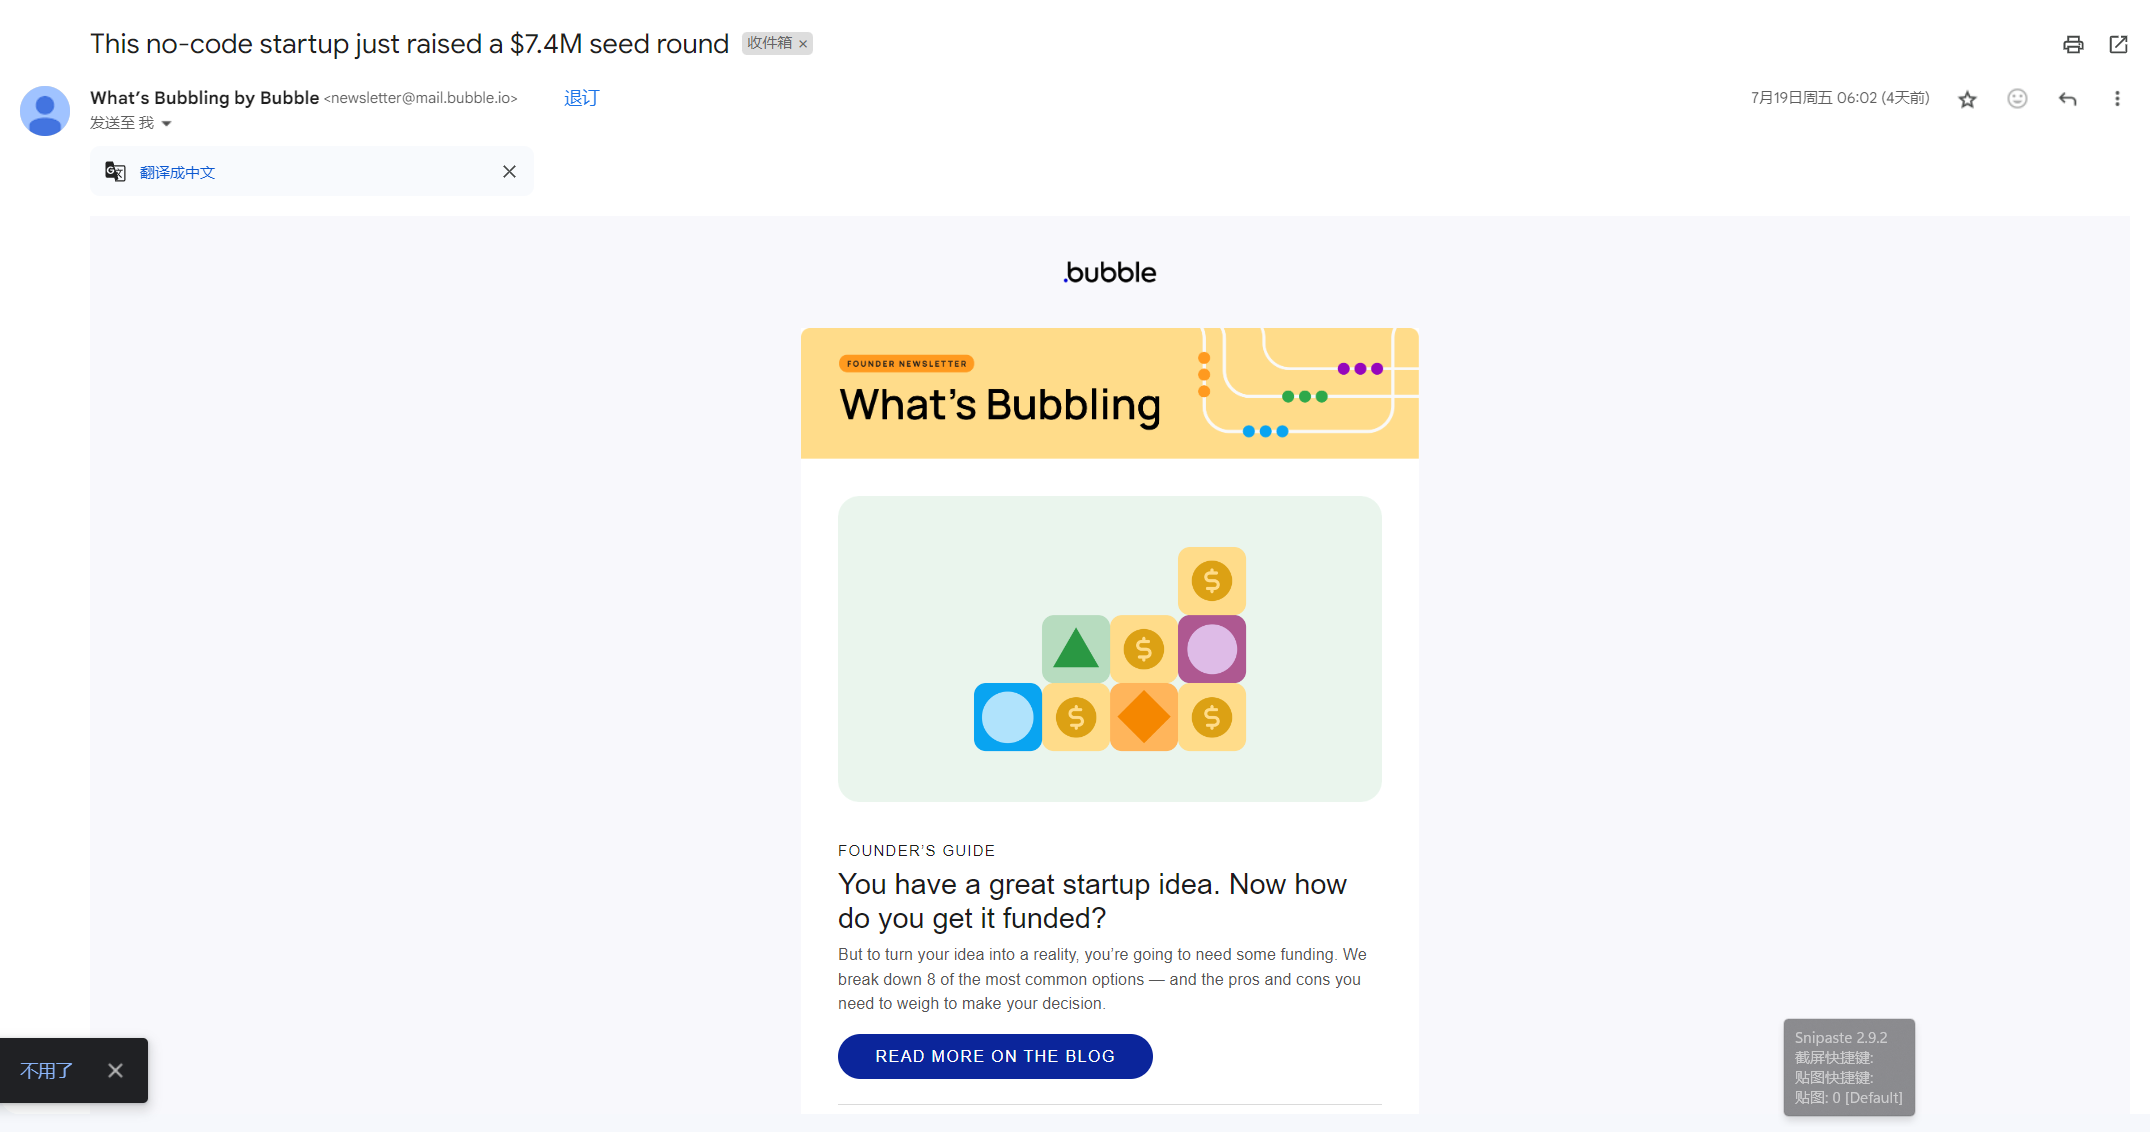 This no-code startup just raised a $7.4M seed round 收件箱 ×
What's Bubbling by Bubble <newsletter@mail.bubble.io> 退订 7月19日周五 06:02 (4天前)
发送至 我
翻译成中文
.bubble
FOUNDER NEWSLETTER
What's Bubbling
$
$
$ $
FOUNDER'S GUIDE
You have a great startup idea. Now how
do you get it funded?
But to turn your idea into a reality, you're going to need some funding. We
break down 8 of the most common options — and the pros and cons you
need to weigh to make your decision.
READ MORE ON THE BLOG
不用了
Snipaste 2.9.2
截屏快捷键:
贴图快捷键:
贴图: 0 [Default]